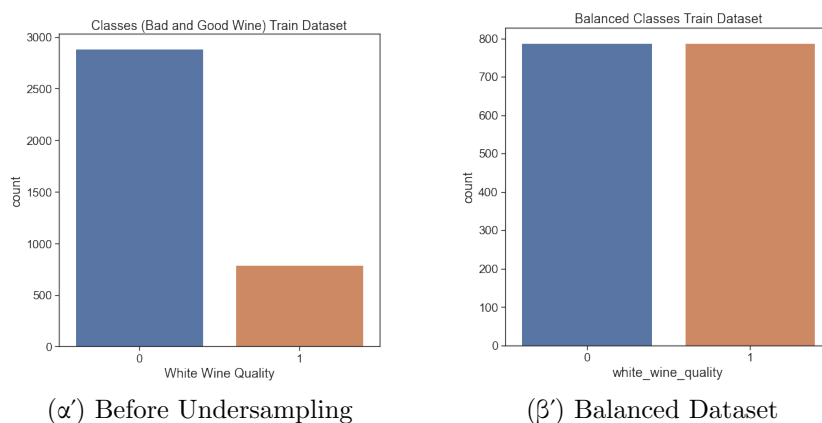 Classes (Bad and Good Wine) Train Dataset
3000
2500
2000
1500
1000
500
0
count
0 1
White Wine Quality
(α′) Before Undersampling
Balanced Classes Train Dataset
800
700
600
500
400
300
200
100
0
count
0 1
white_wine_quality
(β′) Balanced Dataset